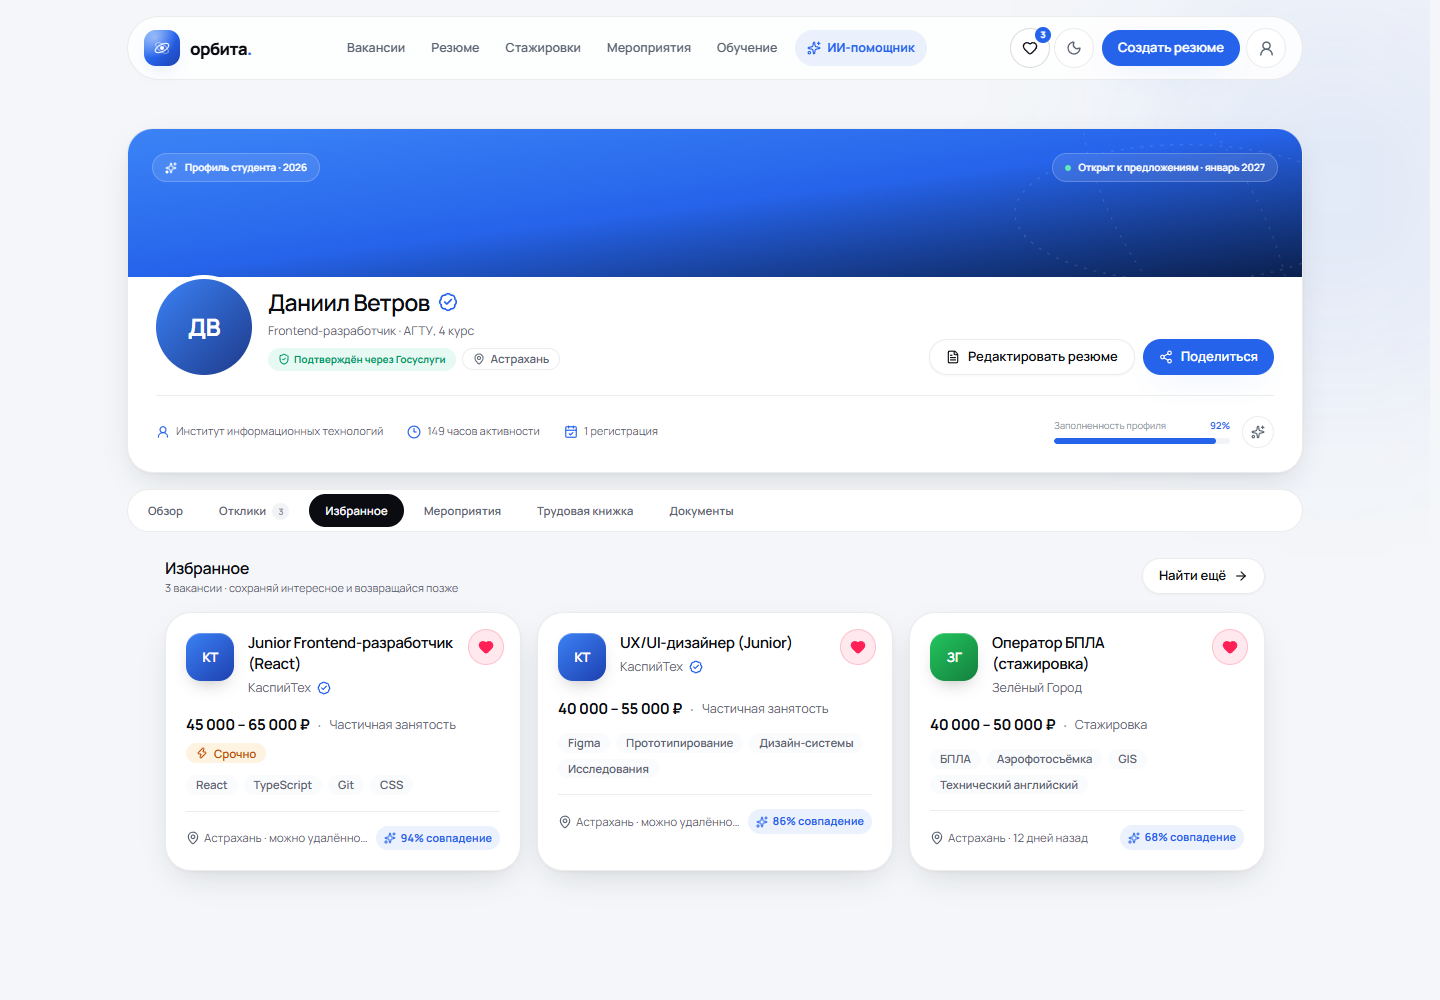 орбита.
Вакансии
Резюме
Стажировки
Мероприятия
Обучение
ИИ-помощник
3
Создать резюме
Профиль студента · 2026
Открыт к предложениям · январь 2027
ДВ
Даниил Ветров
Frontend-разработчик · АГТУ, 4 курс
Подтверждён через Госуслуги
Астрахань
Редактировать резюме
Поделиться
Институт информационных технологий
149 часов активности
1 регистрация
Заполненность профиля
92%
Обзор
Отклики 3
Избранное
Мероприятия
Трудовая книжка
Документы
Избранное
3 вакансии · сохраняй интересное и возвращайся позже
Найти ещё
КТ
Junior Frontend-разработчик
(React)
КаспийТех
45 000 – 65 000 ₽ · Частичная занятость
Срочно
React
TypeScript
Git
CSS
Астрахань · можно удалённо...
94% совпадение
КТ
UX/UI-дизайнер (Junior)
КаспийТех
40 000 – 55 000 ₽ · Частичная занятость
Figma
Прототипирование
Дизайн-системы
Исследования
Астрахань · можно удалённо...
86% совпадение
ЗГ
Оператор БПЛА
(стажировка)
Зелёный Город
40 000 – 50 000 ₽ · Стажировка
БПЛА
Аэрофотосъёмка
GIS
Технический английский
Астрахань · 12 дней назад
68% совпадение